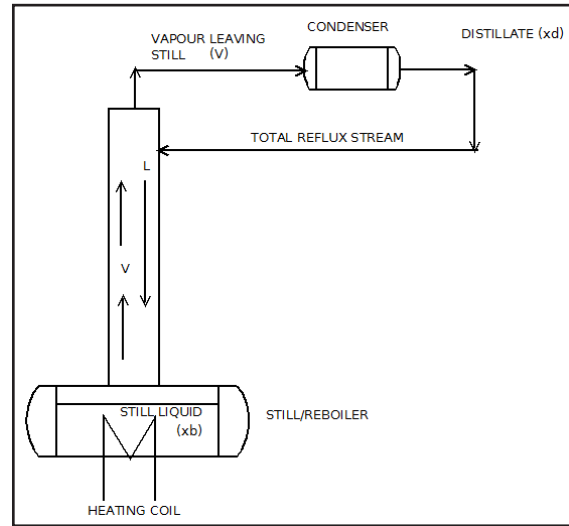 CONDENSER
VAPOUR LEAVING
STILL (V)
DISTILLATE (xd)
TOTAL REFLUX STREAM
L
V
STILL LIQUID
(xb)
STILL/REBOILER
HEATING COIL